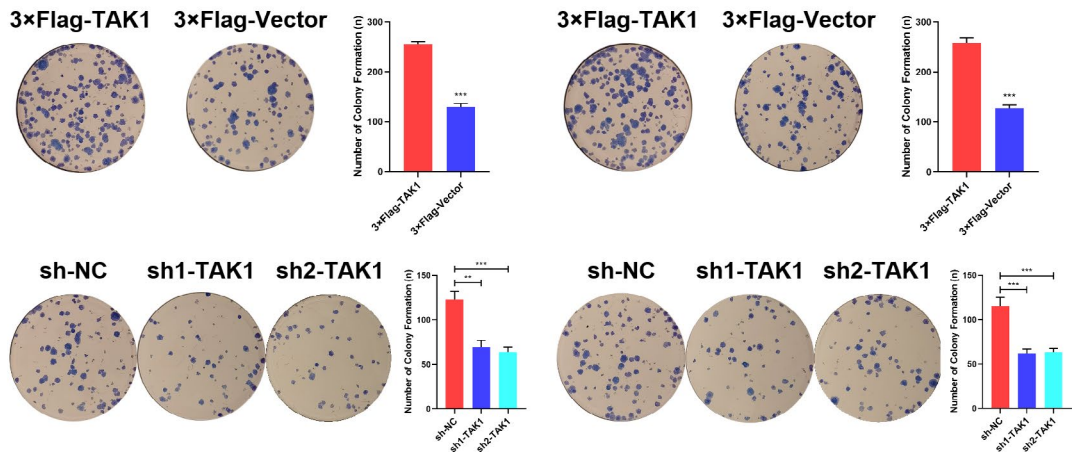 3×Flag-TAK1 3×Flag-Vector
Number of Colony Formation (n)
300
200
100
0
***
3×Flag-TAK1
3×Flag-Vector
3×Flag-TAK1 3×Flag-Vector
Number of Colony Formation (n)
300
200
100
0
***
3×Flag-TAK1
3×Flag-Vector
sh-NC sh1-TAK1 sh2-TAK1
Number of Colony Formation (n)
150
100
50
0
***
**
sh-NC
sh1-TAK1
sh2-TAK1
sh-NC sh1-TAK1 sh2-TAK1
Number of Colony Formation (n)
150
100
50
0
***
***
sh-NC
sh1-TAK1
sh2-TAK1